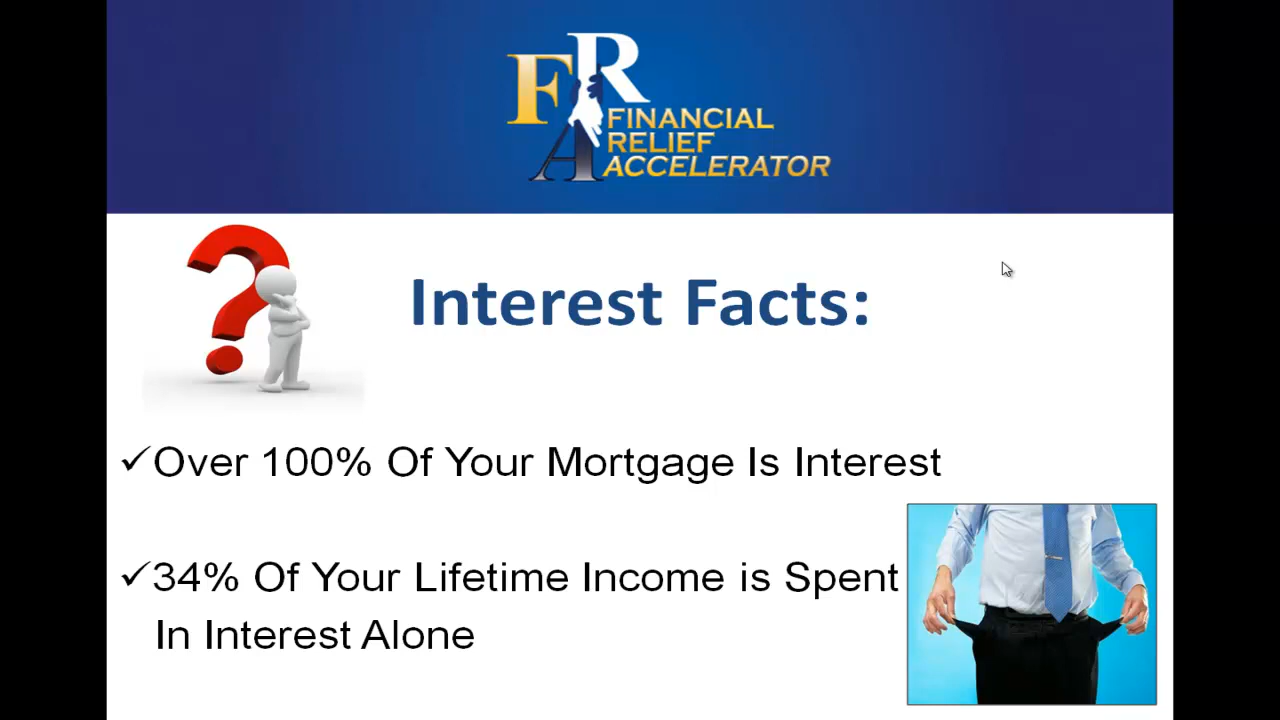 FRA
FINANCIAL
RELIEF
ACCELERATOR
Interest Facts:
✓Over 100% Of Your Mortgage Is Interest
✓34% Of Your Lifetime Income is Spent
In Interest Alone